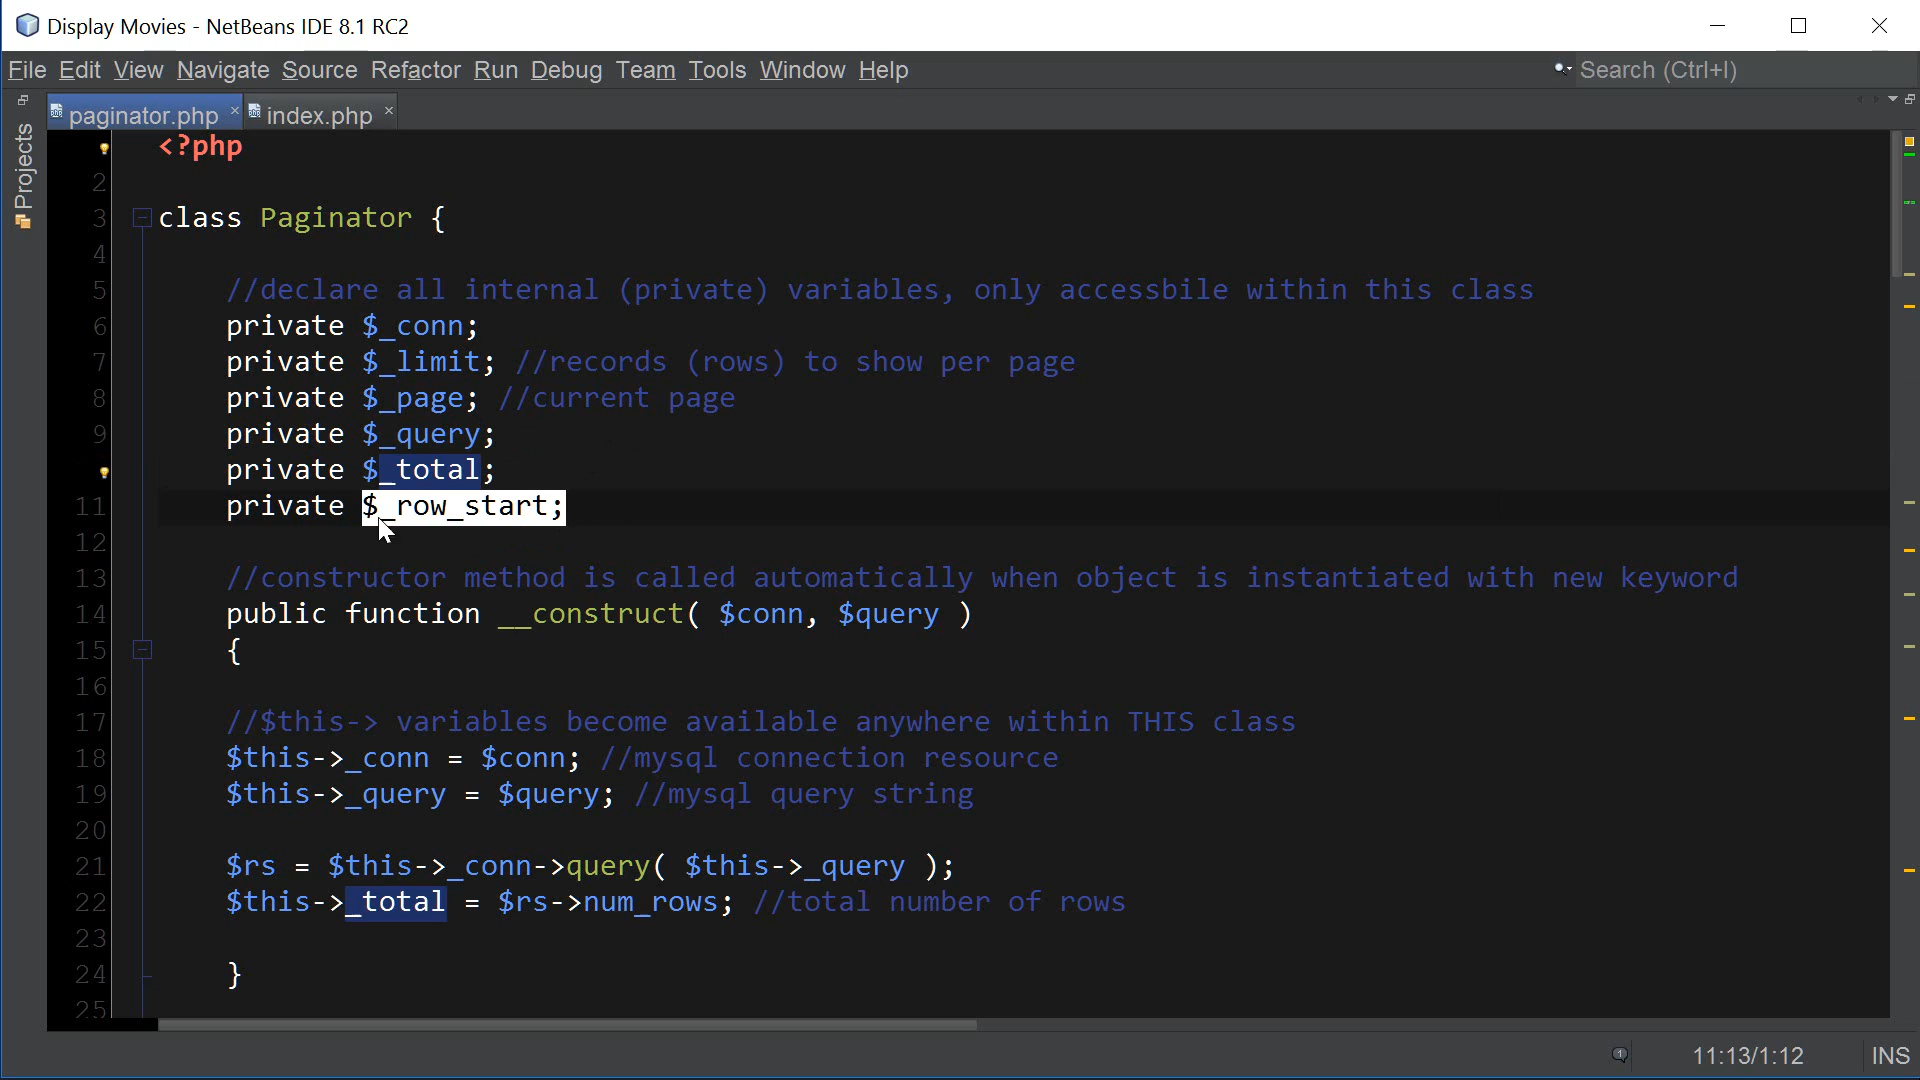 Display Movies - NetBeans IDE 8.1 RC2
File Edit View Navigate Source Refactor Run Debug Team Tools Window Help
Search (Ctrl+I)
Projects
paginator.php
index.php
<?php
2
3 class Paginator {
4
5 //declare all internal (private) variables, only accessbile within this class
6 private $_conn;
7 private $_limit; //records (rows) to show per page
8 private $_page; //current page
9 private $_query;
private $_total;
11 private $_row_start;
12
13 //constructor method is called automatically when object is instantiated with new keyword
14 public function __construct( $conn, $query )
15 {
16
17 //$this-> variables become available anywhere within THIS class
18 $this->_conn = $conn; //mysql connection resource
19 $this->_query = $query; //mysql query string
20
21 $rs = $this->_conn->query( $this->_query );
22 $this->_total = $rs->num_rows; //total number of rows
23
24 }
25
1
11:13/1:12
INS